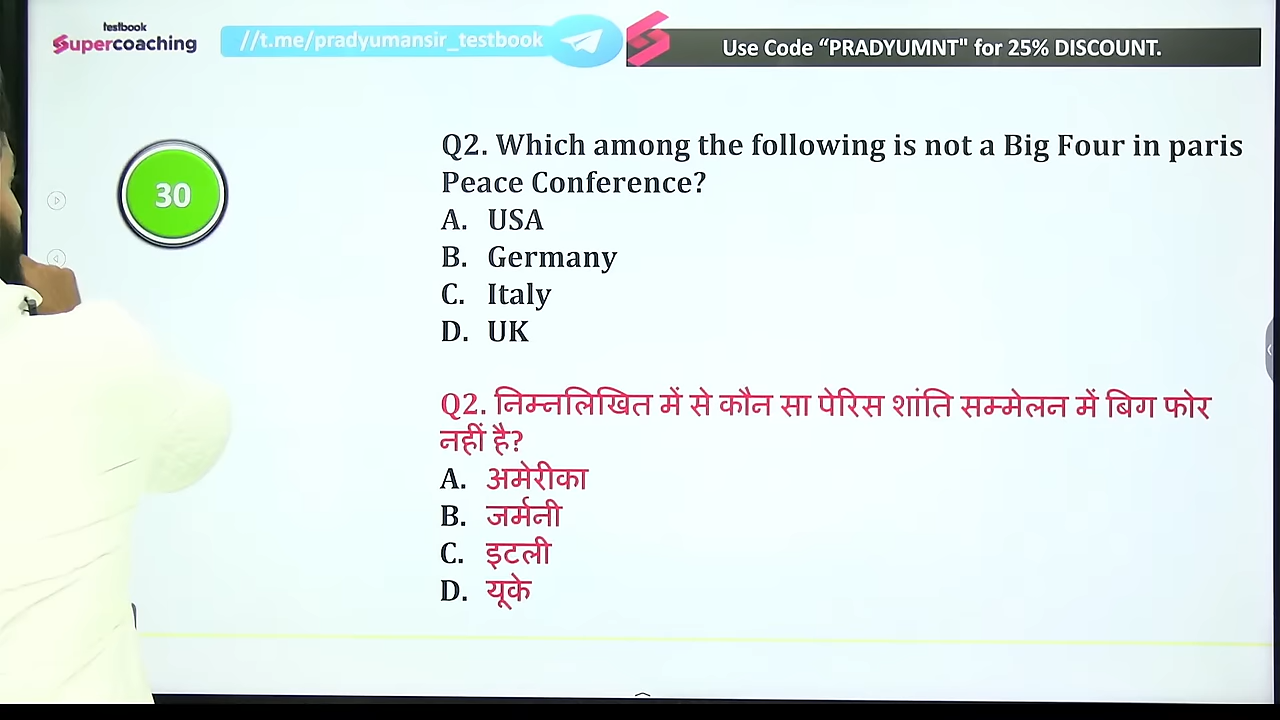 testbook
Supercoaching
//t.me/pradyumansir_testbook
Use Code “PRADYUMNT" for 25% DISCOUNT.
30
Q2. Which among the following is not a Big Four in paris
Peace Conference?
A. USA
B. Germany
C. Italy
D. UK
Q2. निम्नलिखित में से कौन सा पेरिस शांति सम्मेलन में बिग फोर
नहीं है?
A. अमेरीका
B. जर्मनी
C. इटली
D. यूके